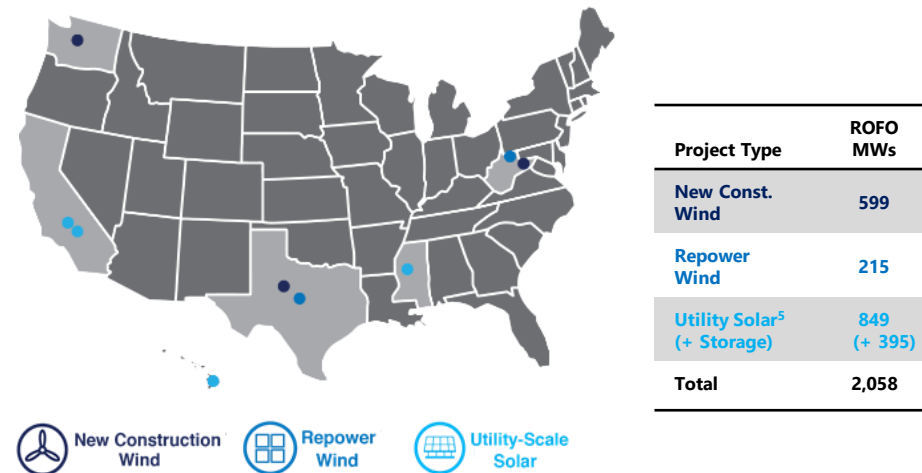 Project Type
ROFO
MWs
New Const.
Wind
599
Repower
Wind
215
Utility Solar5
(+ Storage)
849
(+ 395)
Total
2,058
New Construction
Wind
Repower
Wind
Utility-Scale
Solar